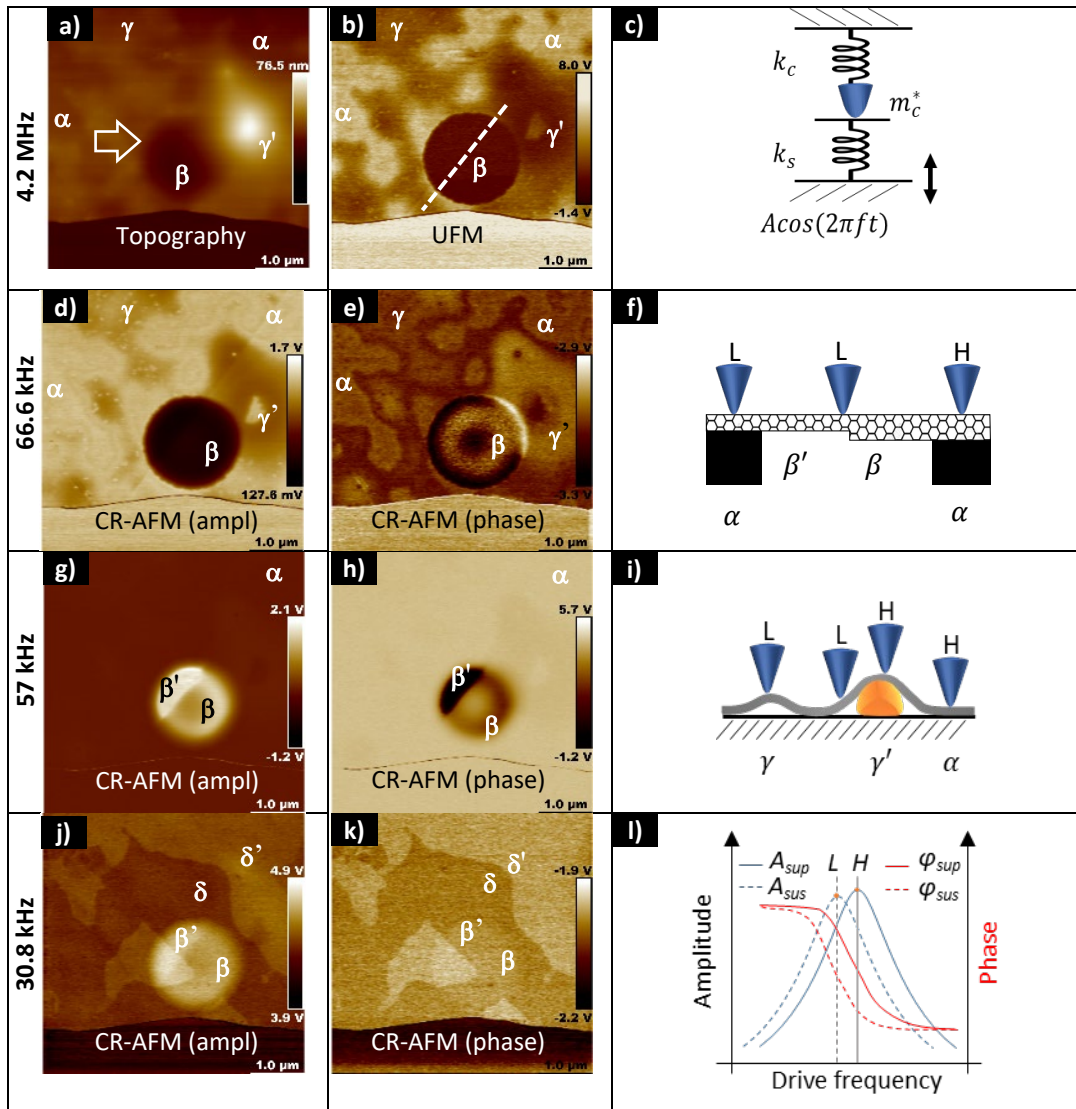 4.2 MHz
a)
γ
α
76.5 nm
α
β
γ'
Topography
1.0 µm
b)
γ
α
8.0 V
α
β
γ'
-1.4 V
UFM
1.0 µm
c)
k_c
m_c^*
k_s
Acos(2πft)
66.6 kHz
d)
γ
α
1.7 V
α
γ’
β
127.6 mV
CR-AFM (ampl)
1.0 µm
e)
γ
α
-2.9 V
α
γ’
β
-3.3 V
CR-AFM (phase)
1.0 µm
f)
L L H
β′ β
α α
57 kHz
g)
α
2.1 V
β'
β
-1.2 V
CR-AFM (ampl)
1.0 µm
h)
α
5.7 V
β'
β
-1.2 V
CR-AFM (phase)
1.0 µm
i)
L L H H
γ γ′ α
30.8 kHz
j)
δ’
4.9 V
δ
β’
β
3.9 V
CR-AFM (ampl)
1.0 µm
k)
δ'
-1.9 V
δ
β’
β
-2.2 V
CR-AFM (phase)
1.0 µm
l)
A_sup L H φ_sup
A_sus φ_sus
Amplitude
Phase
Drive frequency